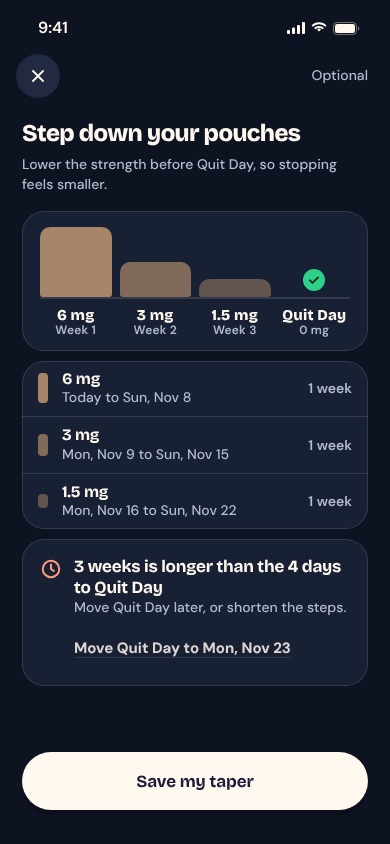 9:41
Optional
Step down your pouches
Lower the strength before Quit Day, so stopping
feels smaller.
6 mg
Week 1
3 mg
Week 2
1.5 mg
Week 3
Quit Day
0 mg
6 mg
Today to Sun, Nov 8
1 week
3 mg
Mon, Nov 9 to Sun, Nov 15
1 week
1.5 mg
Mon, Nov 16 to Sun, Nov 22
1 week
3 weeks is longer than the 4 days
to Quit Day
Move Quit Day later, or shorten the steps.
Move Quit Day to Mon, Nov 23
Save my taper